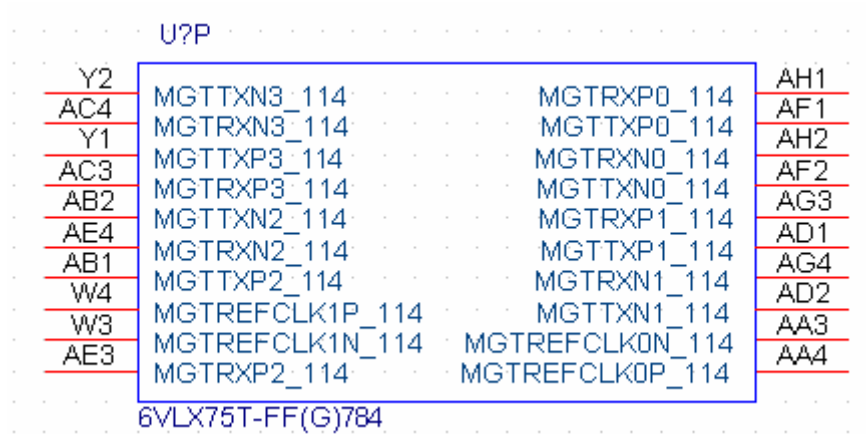 U?P
Y2 MGTTXN3_114 MGTRXP0_114 AH1
AC4 MGTRXN3_114 MGTTXP0_114 AF1
Y1 MGTTXP3_114 MGTRXN0_114 AH2
AC3 MGTRXP3_114 MGTTXN0_114 AF2
AB2 MGTTXN2_114 MGTRXP1_114 AG3
AE4 MGTRXN2_114 MGTTXP1_114 AD1
AB1 MGTTXP2_114 MGTRXN1_114 AG4
W4 MGTREFCLK1P_114 MGTTXN1_114 AD2
W3 MGTREFCLK1N_114 MGTREFCLK0N_114 AA3
AE3 MGTRXP2_114 MGTREFCLK0P_114 AA4
6VLX75T-FF(G)784